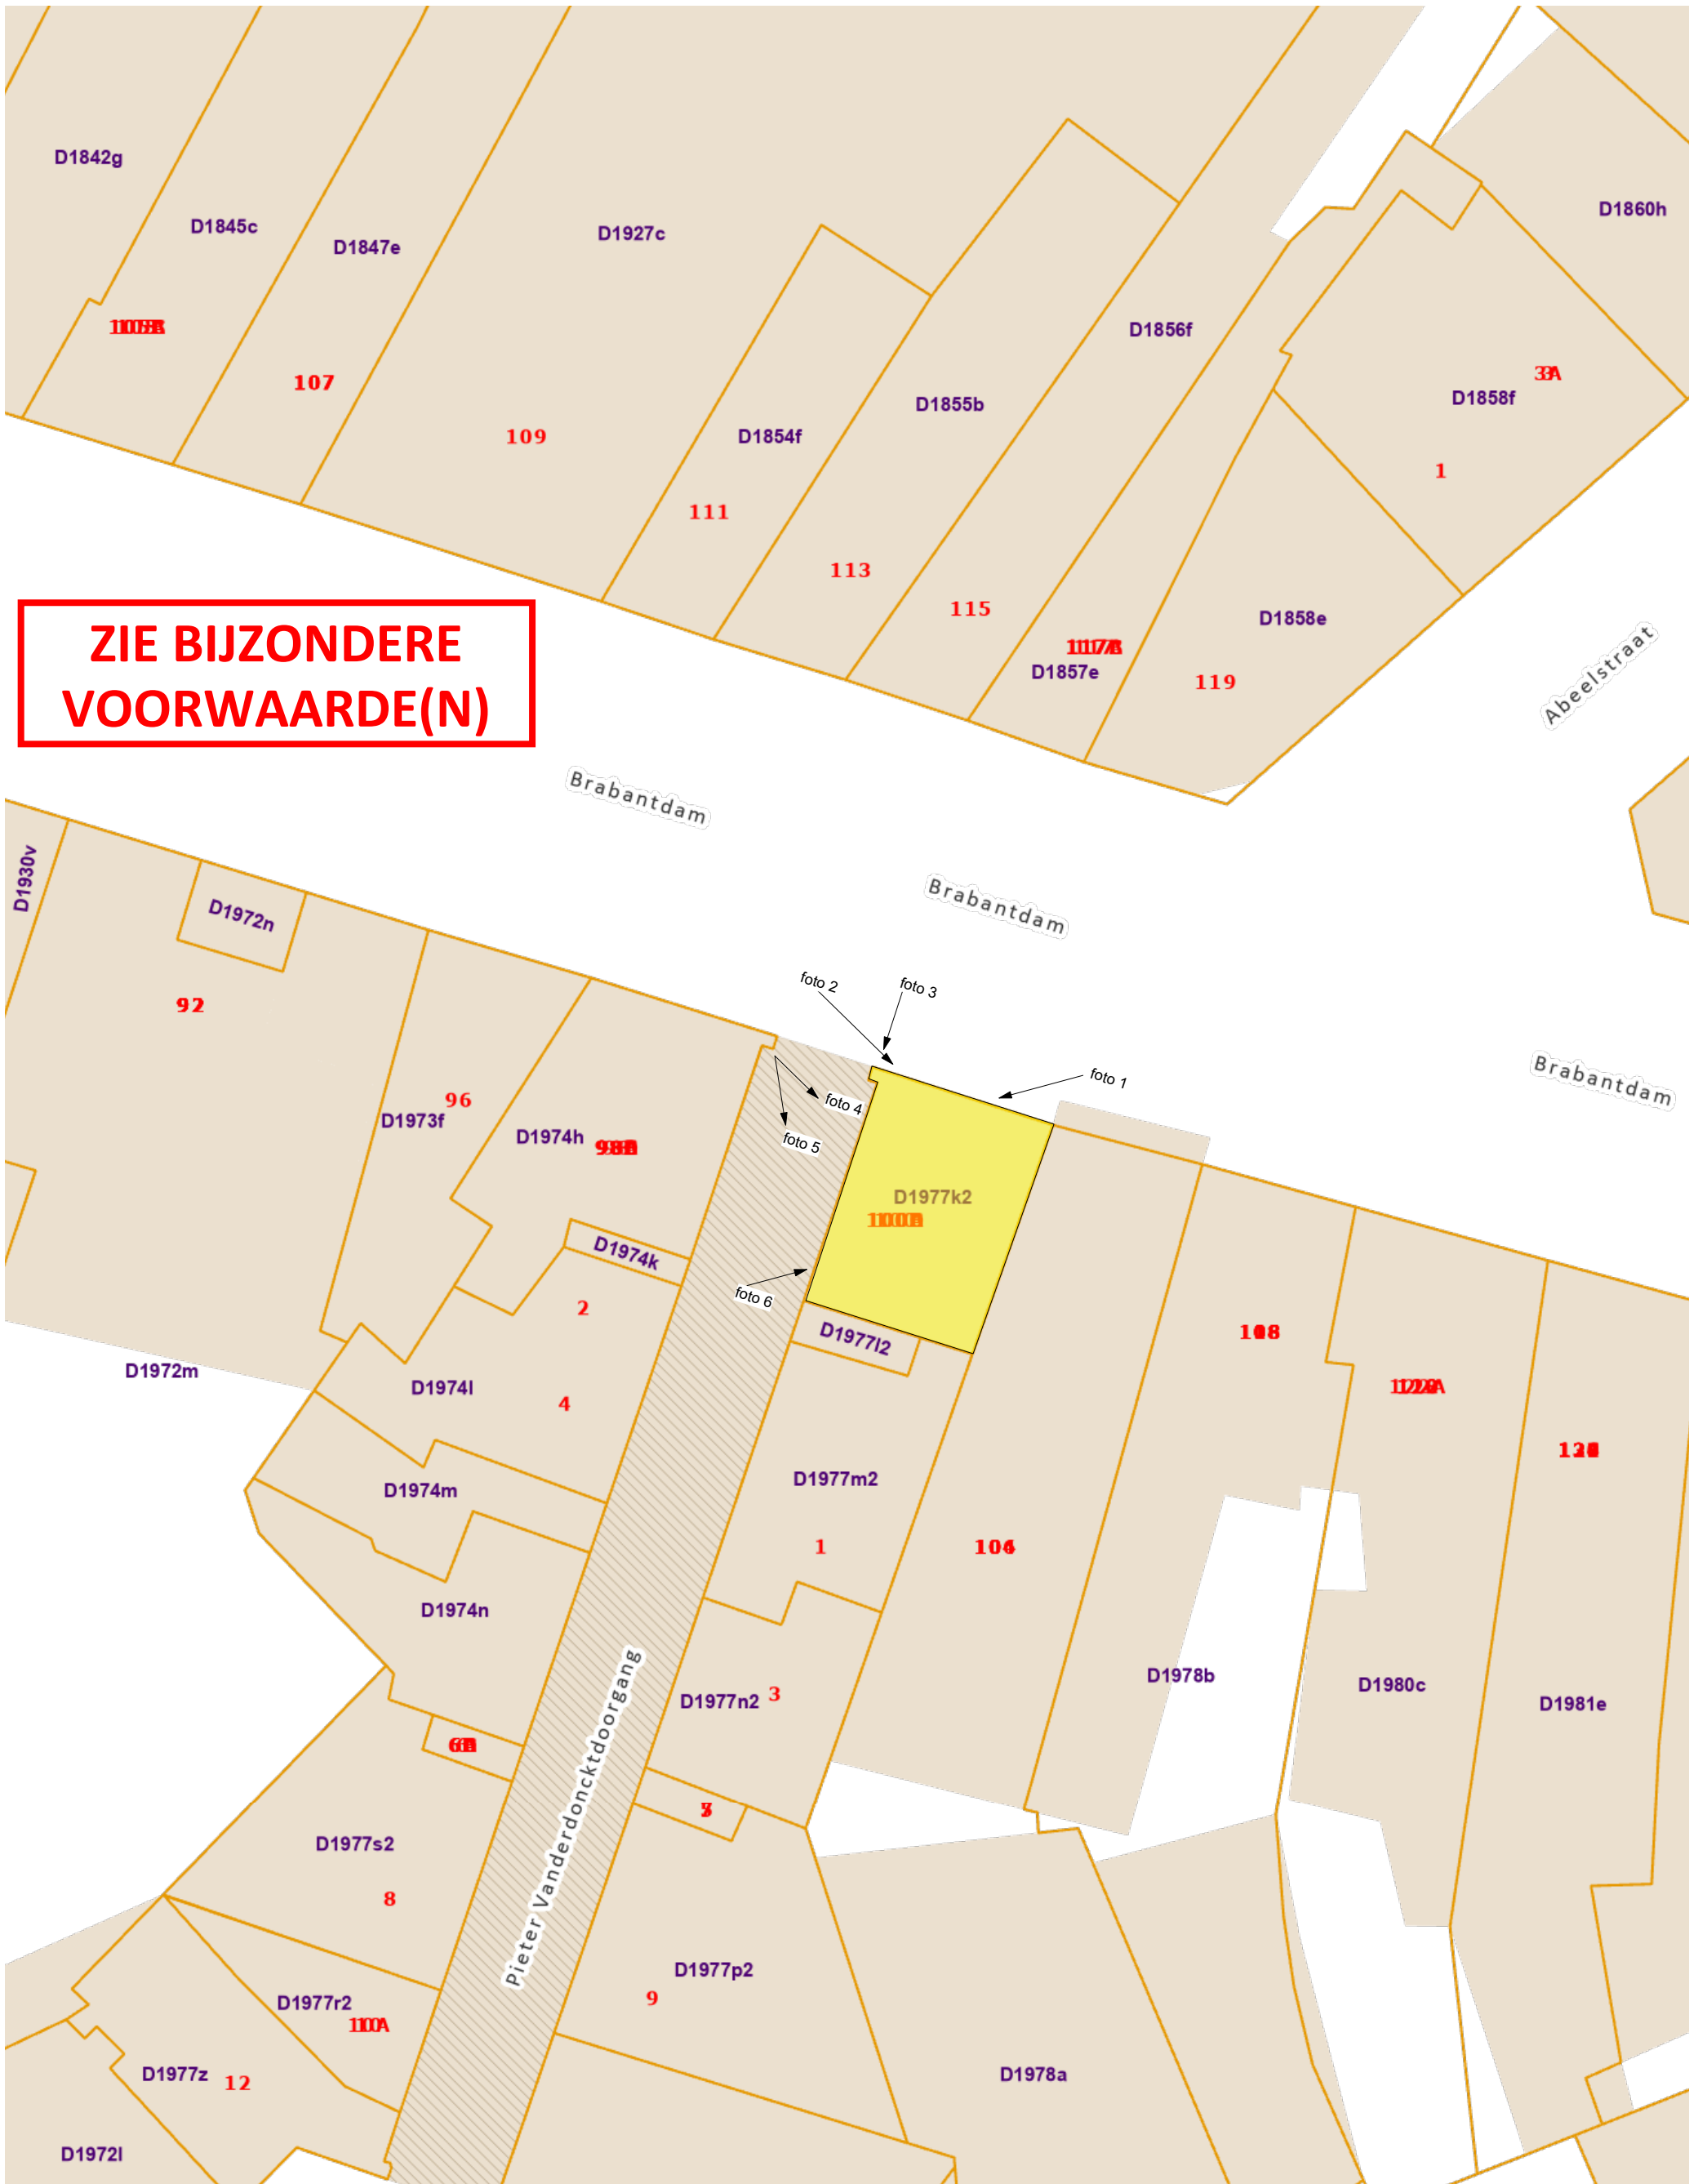 D1842g
D1845c
D1847e
D1927c
D1860h
D1856f
107
D1855b
D1854f
109
3A
D1858f
1
111
113
115
D1858e
D1857e
119
ZIE BIJZONDERE
VOORWAARDE(N)
Abeelstraat
Brabantdam
Brabantdam
Brabantdam
D1930v
D1972n
92
foto 2
foto 3
foto 1
foto 4
foto 5
foto 6
96
D1973f
D1974h
D1977k2
D1974k
2
D1977l2
D1972m
D1974l
4
D1974m
D1977m2
1
D1974n
D1978b
D1980c
D1981e
D1977n2
3
Pieter Vanderdoncktdoorgang
D1977s2
8
D1977p2
9
D1977r2
10A
D1977z
12
D1978a
D1972l